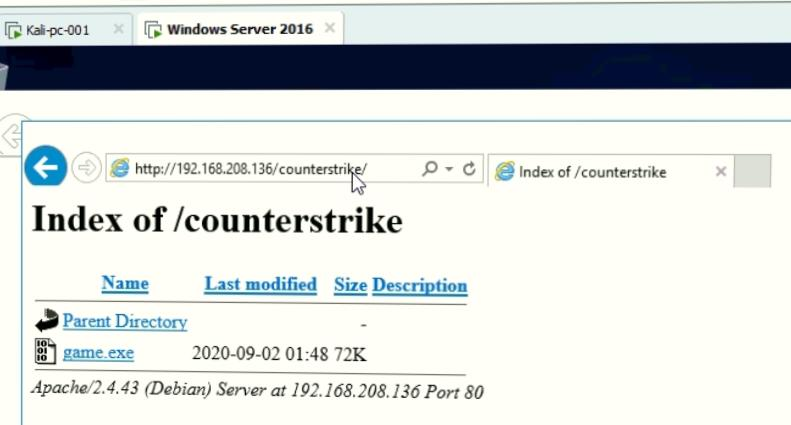 Kali-pc-001
Windows Server 2016
http://192.168.208.136/counterstrike/
Index of /counterstrike
Index of /counterstrike
Name Last modified Size Description
Parent Directory -
game.exe 2020-09-02 01:48 72K
Apache/2.4.43 (Debian) Server at 192.168.208.136 Port 80